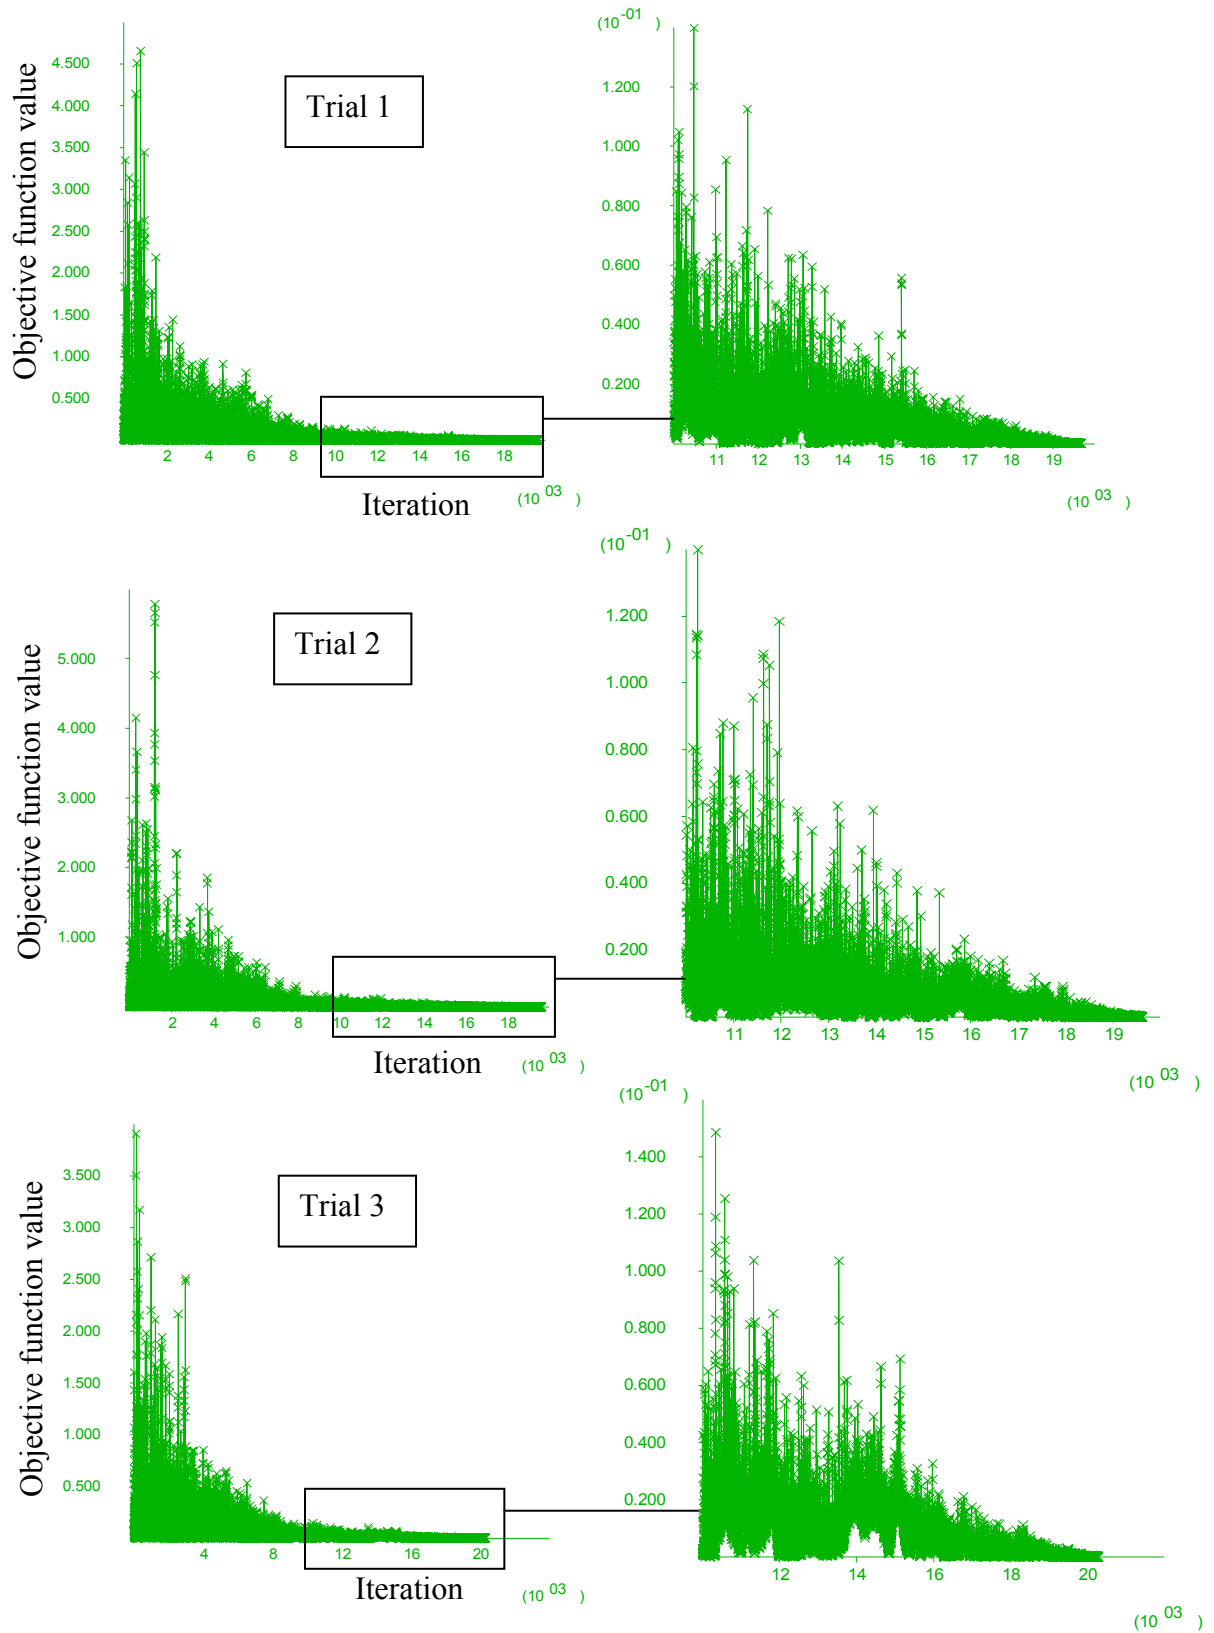 (10 -01 )
4.500
4.000
3.500
3.000
2.500
2.000
1.500
1.000
0.500
Objective function value
Trial 1
1.200
1.000
0.800
0.600
0.400
0.200
2 4 6 8 10 12 14 16 18
11 12 13 14 15 16 17 18 19
Iteration
(10 03 )
(10 03 )
(10 -01 )
5.000
4.000
3.000
2.000
1.000
Objective function value
Trial 2
1.200
1.000
0.800
0.600
0.400
0.200
2 4 6 8 10 12 14 16 18
11 12 13 14 15 16 17 18 19
Iteration
(10 03 )
(10 03 )
(10 -01 )
3.500
3.000
2.500
2.000
1.500
1.000
0.500
Objective function value
Trial 3
1.400
1.200
1.000
0.800
0.600
0.400
0.200
4 8 12 16 20
12 14 16 18 20
Iteration
(10 03 )
(10 03 )